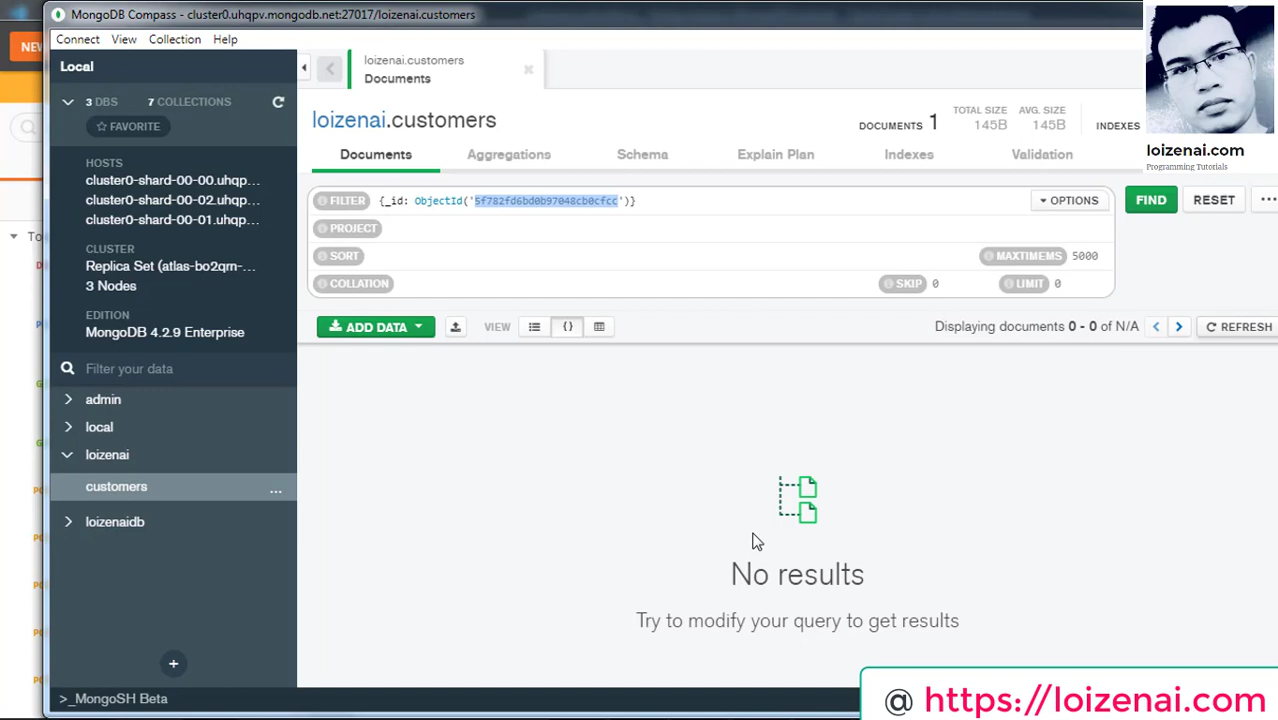 MongoDB Compass - cluster0.uhqpv.mongodb.net:27017/loizenai.customers
NEW
Connect View Collection Help
Local
3 DBS 7 COLLECTIONS
FAVORITE
HOSTS
cluster0-shard-00-00.uhqp...
cluster0-shard-00-02.uhqp...
cluster0-shard-00-01.uhqp...
CLUSTER
Replica Set (atlas-bo2qrn-...
3 Nodes
EDITION
MongoDB 4.2.9 Enterprise
Filter your data
admin
local
loizenai
customers
...
loizenaidb
+
>_MongoSH Beta
loizenai.customers
Documents
loizenai.customers
DOCUMENTS 1
TOTAL SIZE
145B
AVG. SIZE
145B
INDEXES
Documents Aggregations Schema Explain Plan Indexes Validation
FILTER {_id: ObjectId('5f782fd6bd0b97048cb0cfcc')}
OPTIONS
FIND
RESET
...
PROJECT
SORT
MAXTIMEMS 5000
COLLATION
SKIP 0
LIMIT 0
ADD DATA
VIEW
{}
Displaying documents 0 - 0 of N/A
REFRESH
No results
Try to modify your query to get results
loizenai.com
Programming Tutorials
@ https://loizenai.com